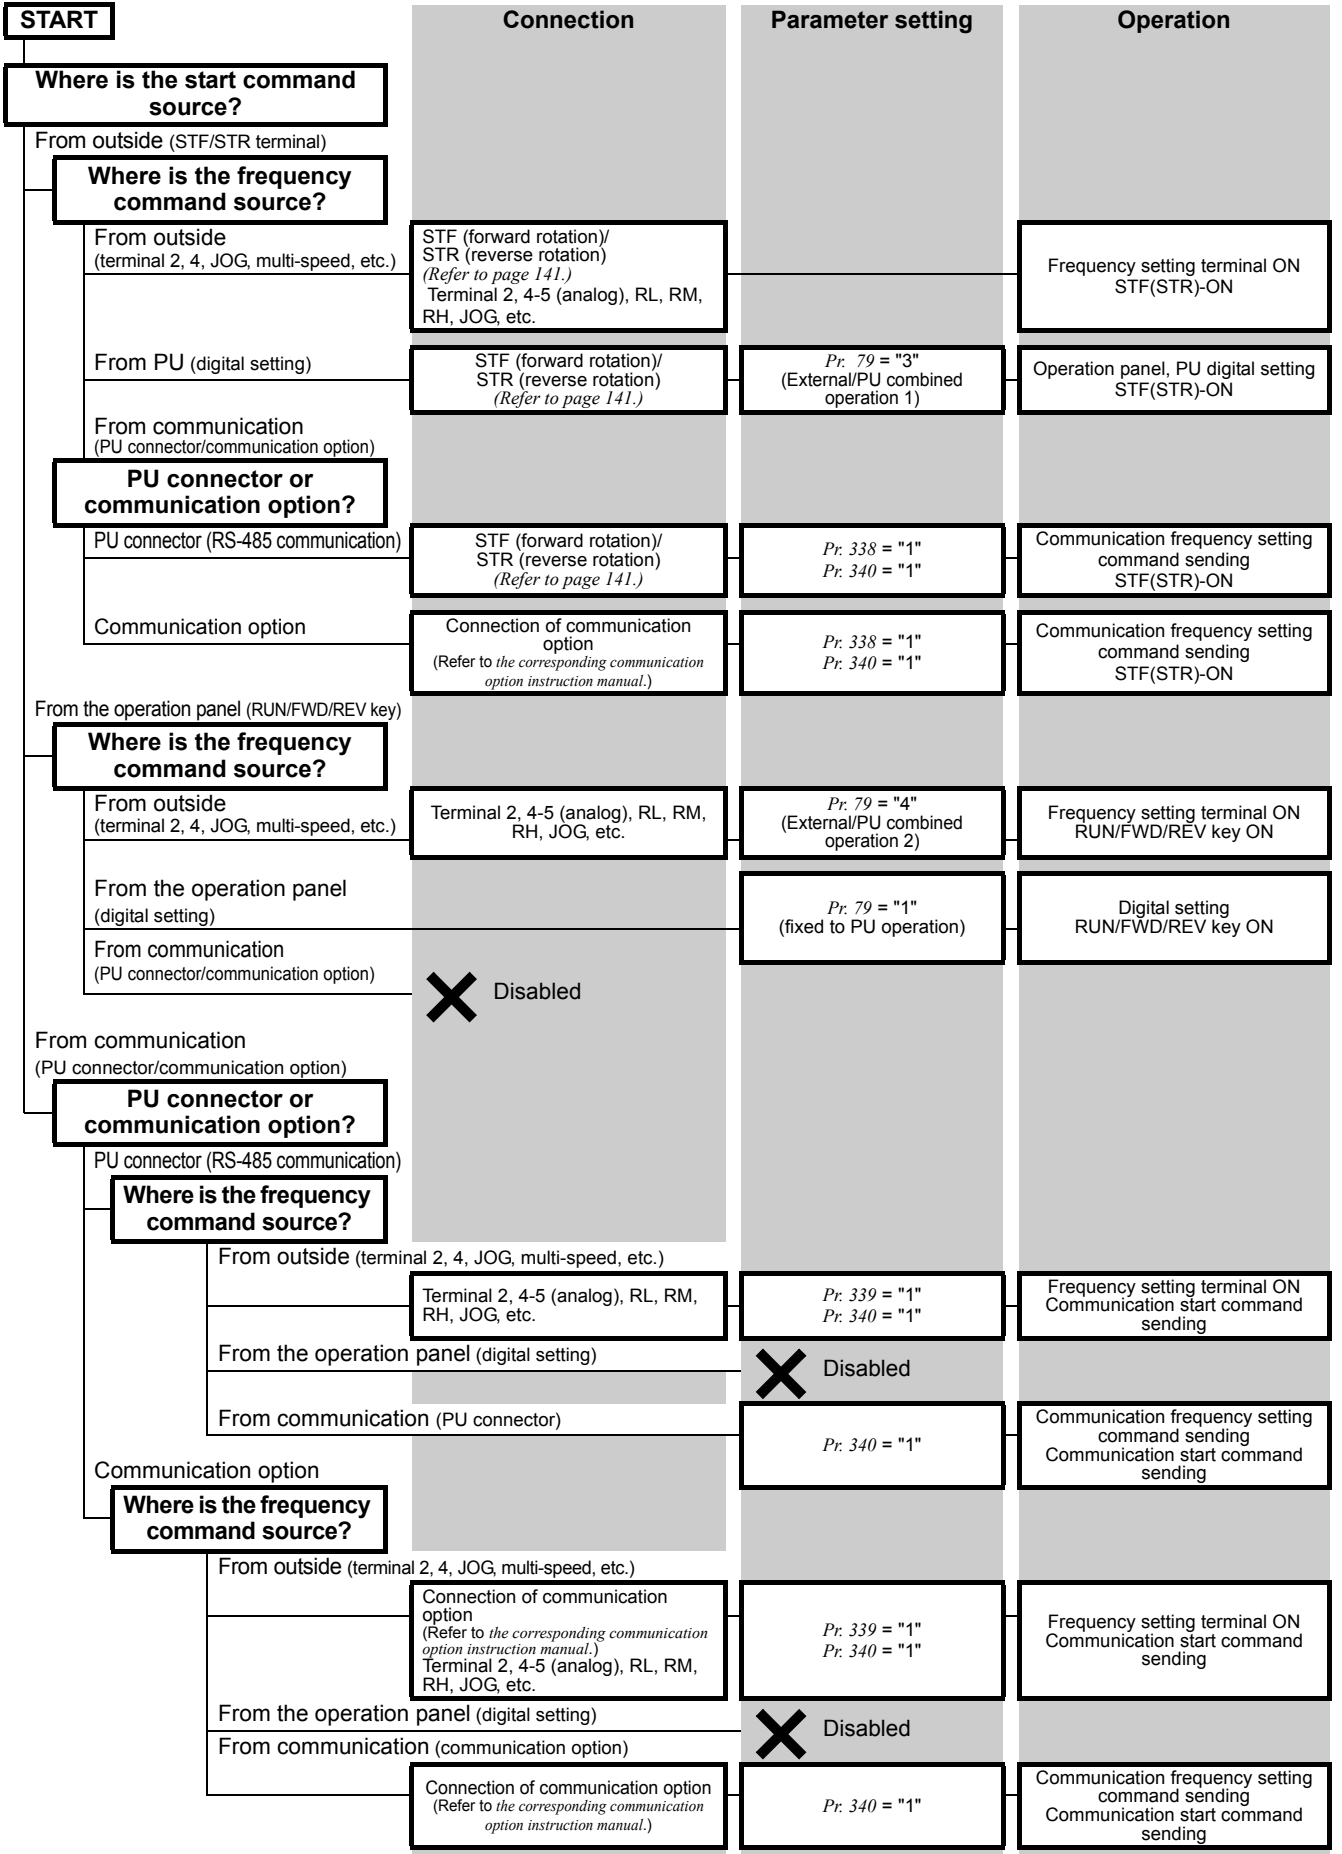 START
Connection
Parameter setting
Operation
Where is the start command
source?
From outside (STF/STR terminal)
Where is the frequency
command source?
From outside
(terminal 2, 4, JOG, multi-speed, etc.)
STF (forward rotation)/
STR (reverse rotation)
(Refer to page 141.)
Terminal 2, 4-5 (analog), RL, RM,
RH, JOG, etc.
Frequency setting terminal ON
STF(STR)-ON
From PU (digital setting)
STF (forward rotation)/
STR (reverse rotation)
(Refer to page 141.)
Pr. 79 = "3"
(External/PU combined
operation 1)
Operation panel, PU digital setting
STF(STR)-ON
From communication
(PU connector/communication option)
PU connector or
communication option?
PU connector (RS-485 communication)
STF (forward rotation)/
STR (reverse rotation)
(Refer to page 141.)
Pr. 338 = "1"
Pr. 340 = "1"
Communication frequency setting
command sending
STF(STR)-ON
Communication option
Connection of communication
option
(Refer to the corresponding communication
option instruction manual.)
Pr. 338 = "1"
Pr. 340 = "1"
Communication frequency setting
command sending
STF(STR)-ON
From the operation panel (RUN/FWD/REV key)
Where is the frequency
command source?
From outside
(terminal 2, 4, JOG, multi-speed, etc.)
Terminal 2, 4-5 (analog), RL, RM,
RH, JOG, etc.
Pr. 79 = "4"
(External/PU combined
operation 2)
Frequency setting terminal ON
RUN/FWD/REV key ON
From the operation panel
(digital setting)
Pr. 79 = "1"
(fixed to PU operation)
Digital setting
RUN/FWD/REV key ON
From communication
(PU connector/communication option)
Disabled
From communication
(PU connector/communication option)
PU connector or
communication option?
PU connector (RS-485 communication)
Where is the frequency
command source?
From outside (terminal 2, 4, JOG, multi-speed, etc.)
Terminal 2, 4-5 (analog), RL, RM,
RH, JOG, etc.
Pr. 339 = "1"
Pr. 340 = "1"
Frequency setting terminal ON
Communication start command
sending
From the operation panel (digital setting)
Disabled
From communication (PU connector)
Pr. 340 = "1"
Communication frequency setting
command sending
Communication start command
sending
Communication option
Where is the frequency
command source?
From outside (terminal 2, 4, JOG, multi-speed, etc.)
Connection of communication
option
(Refer to the corresponding communication
option instruction manual.)
Terminal 2, 4-5 (analog), RL, RM,
RH, JOG, etc.
Pr. 339 = "1"
Pr. 340 = "1"
Frequency setting terminal ON
Communication start command
sending
From the operation panel (digital setting)
Disabled
From communication (communication option)
Connection of communication option
(Refer to the corresponding communication
option instruction manual.)
Pr. 340 = "1"
Communication frequency setting
command sending
Communication start command
sending